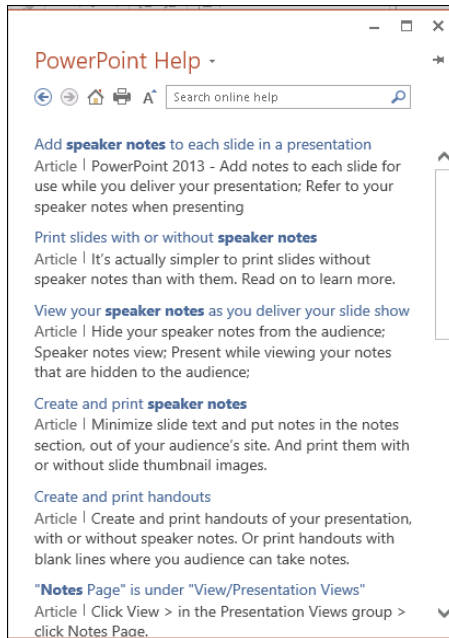 PowerPoint Help
Search online help
Add speaker notes to each slide in a presentation
Article | PowerPoint 2013 - Add notes to each slide for
use while you deliver your presentation; Refer to your
speaker notes when presenting
Print slides with or without speaker notes
Article | It's actually simpler to print slides without
speaker notes than with them. Read on to learn more.
View your speaker notes as you deliver your slide show
Article | Hide your speaker notes from the audience;
Speaker notes view; Present while viewing your notes
that are hidden to the audience;
Create and print speaker notes
Article | Minimize slide text and put notes in the notes
section, out of your audience's site. And print them with
or without slide thumbnail images.
Create and print handouts
Article | Create and print handouts of your presentation,
with or without speaker notes. Or print handouts with
blank lines where you audience can take notes.
"Notes Page" is under "View/Presentation Views"
Article | Click View > in the Presentation Views group >
click Notes Page.